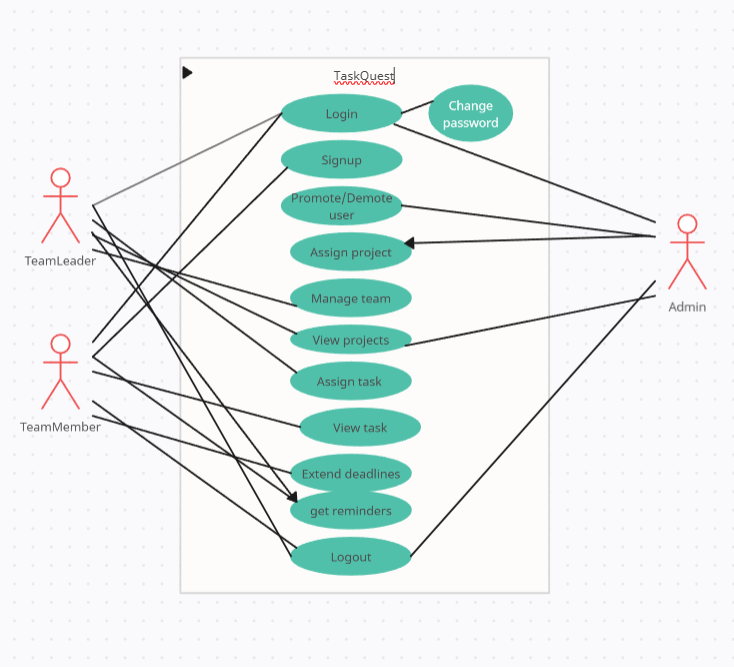 TaskQuest
Login
Change
password
Signup
Promote/Demote
user
Assign project
TeamLeader
Manage team
Admin
View projects
Assign task
View task
TeamMember
Extend deadlines
get reminders
Logout